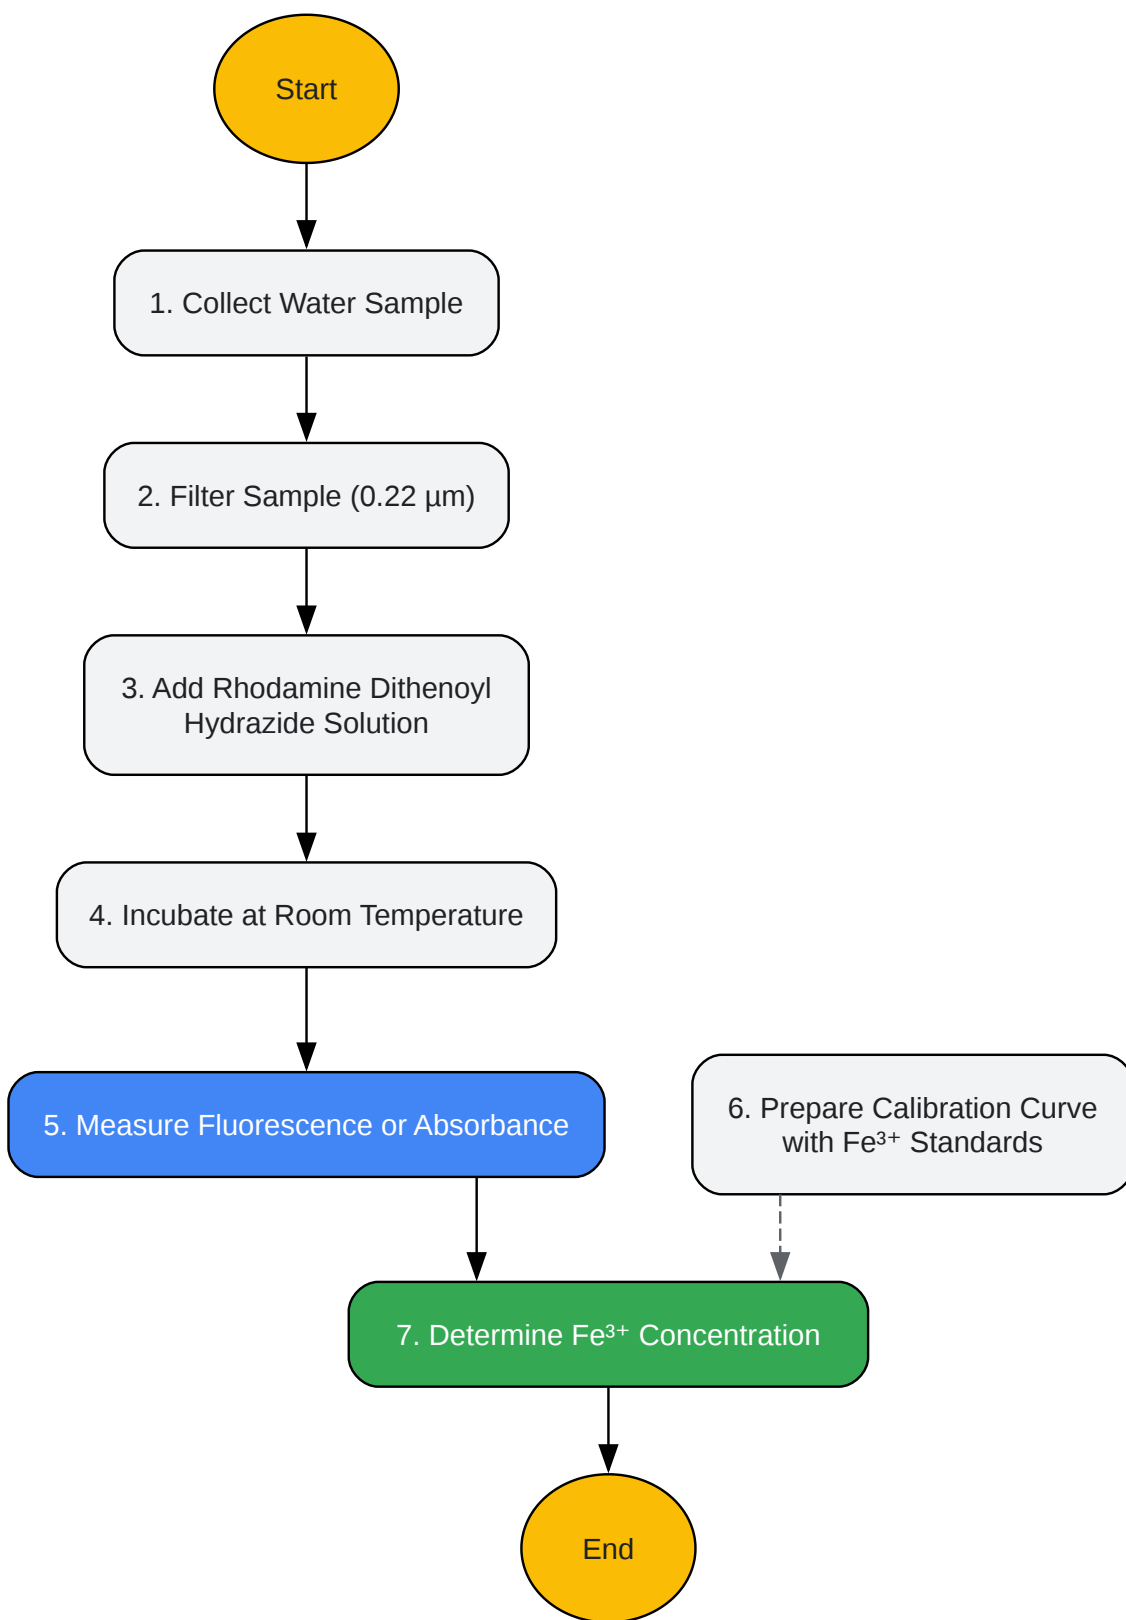 Start
1. Collect Water Sample
2. Filter Sample (0.22 µm)
3. Add Rhodamine Dithenoyl
Hydrazide Solution
4. Incubate at Room Temperature
5. Measure Fluorescence or Absorbance
6. Prepare Calibration Curve
with Fe³⁺ Standards
7. Determine Fe³⁺ Concentration
End